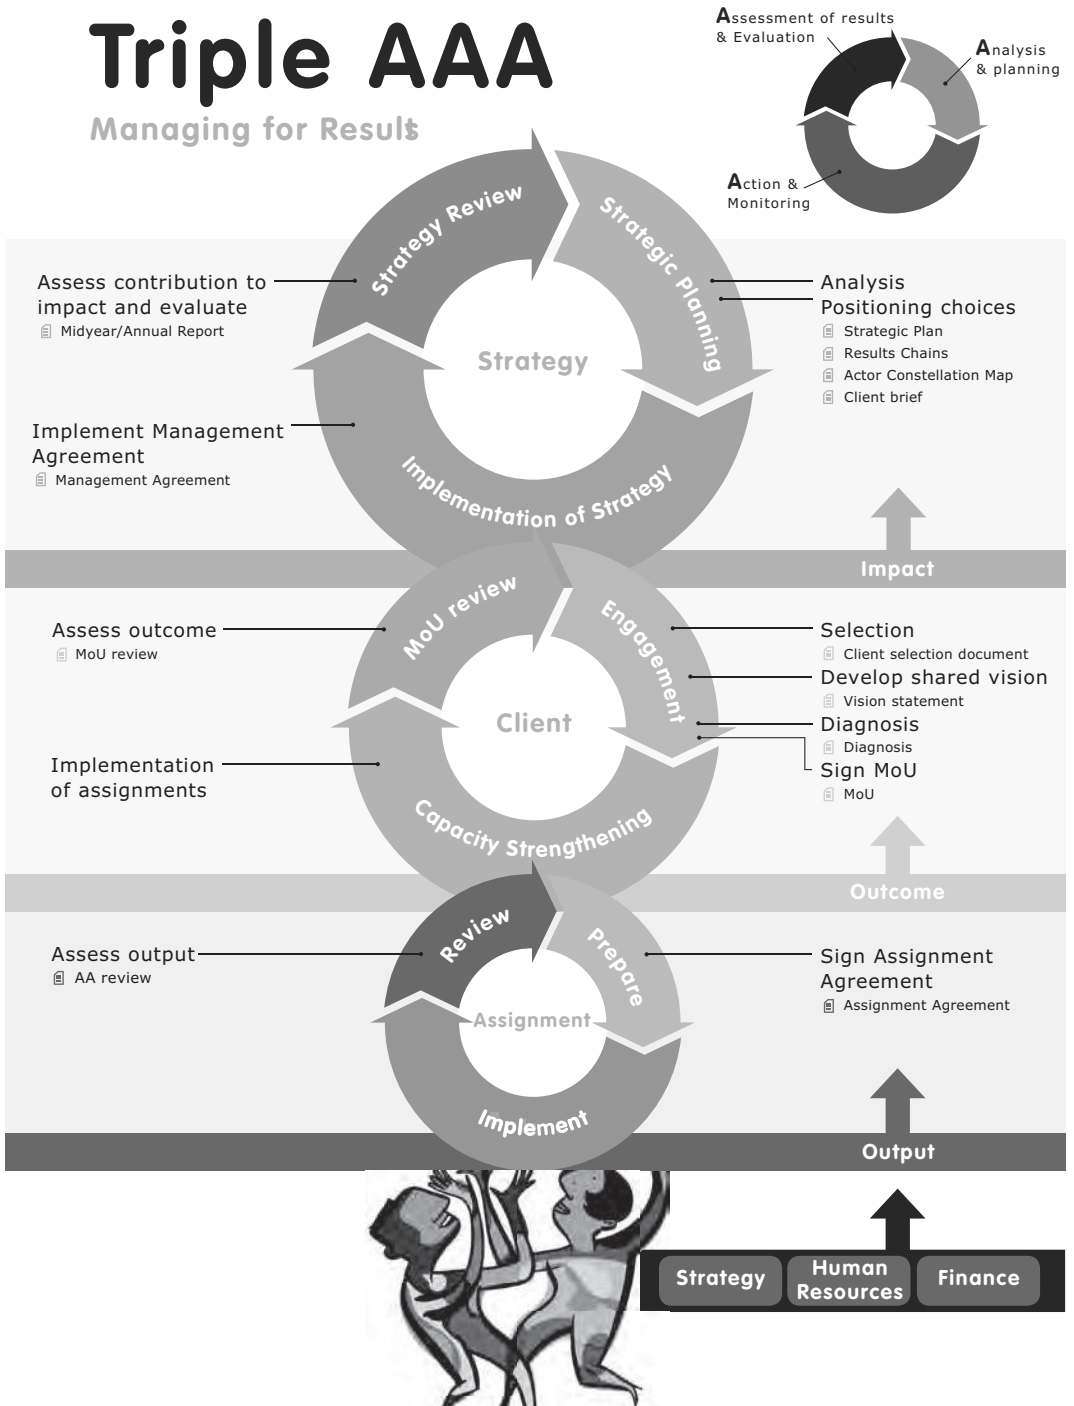 Triple AAA
Managing for Results
Assessment of results
& Evaluation
Analysis
& planning
Action &
Monitoring
Strategy Review
Strategic Planning
Implementation of Strategy
Strategy
Assess contribution to
impact and evaluate
Midyear/Annual Report
Implement Management
Agreement
Management Agreement
Analysis
Positioning choices
Strategic Plan
Results Chains
Actor Constellation Map
Client brief
Impact
MoU review
Engagement
Capacity Strengthening
Client
Assess outcome
MoU review
Implementation
of assignments
Selection
Client selection document
Develop shared vision
Vision statement
Diagnosis
Diagnosis
Sign MoU
MoU
Outcome
Review
Prepare
Implement
Assignment
Assess output
AA review
Sign Assignment
Agreement
Assignment Agreement
Output
Strategy
Human
Resources
Finance